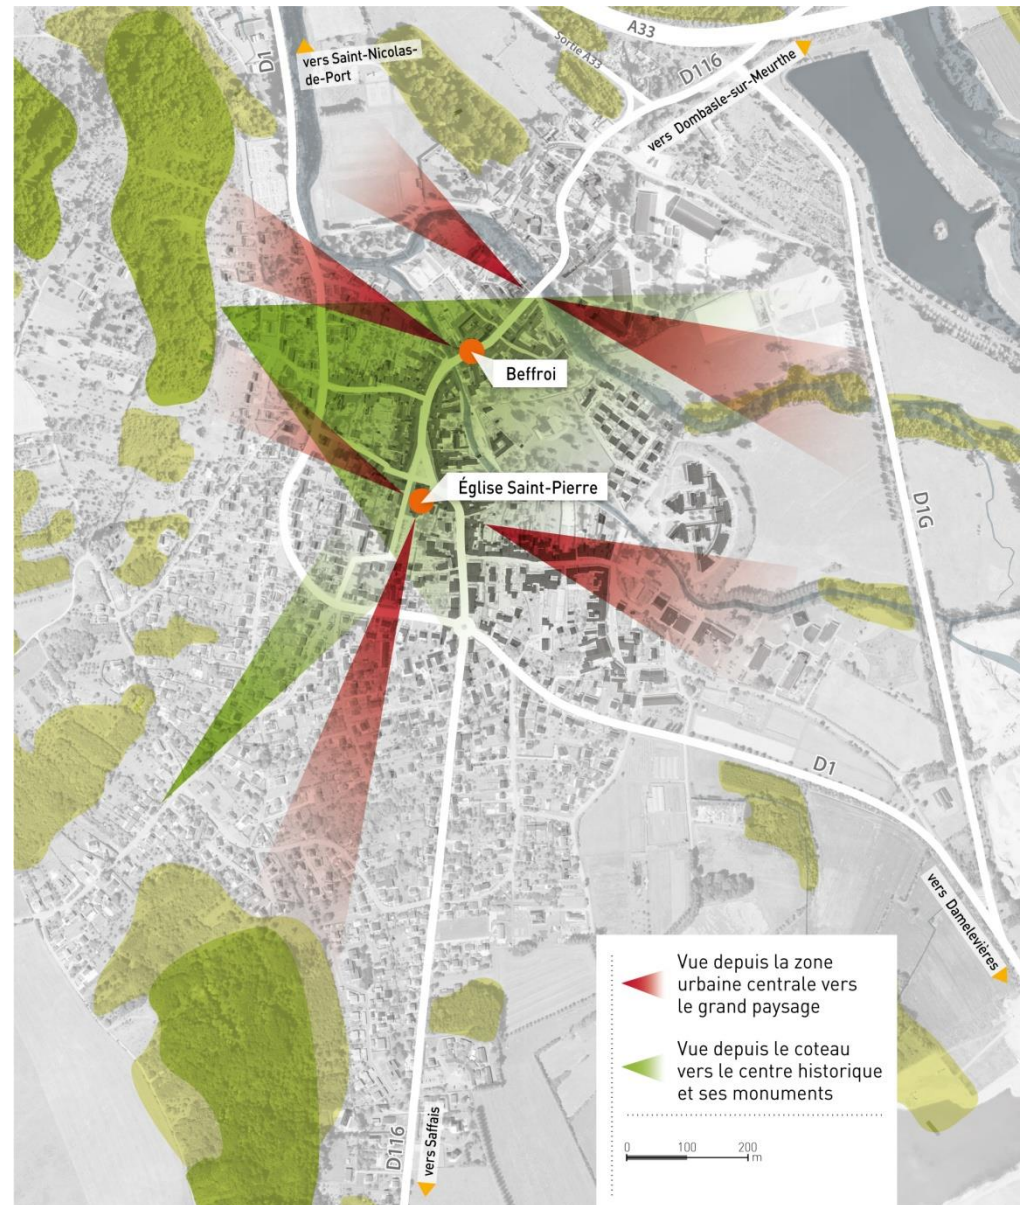 A33
D1
vers Saint-Nicolas-
de-Port
Sortie A33
D116
vers Dombasle-sur-Meurthe
Beffroi
Église Saint-Pierre
D1G
D1
vers Damelevières
Vue depuis la zone
urbaine centrale vers
le grand paysage
Vue depuis le coteau
vers le centre historique
et ses monuments
0 100 200
m
D116
vers Saffais